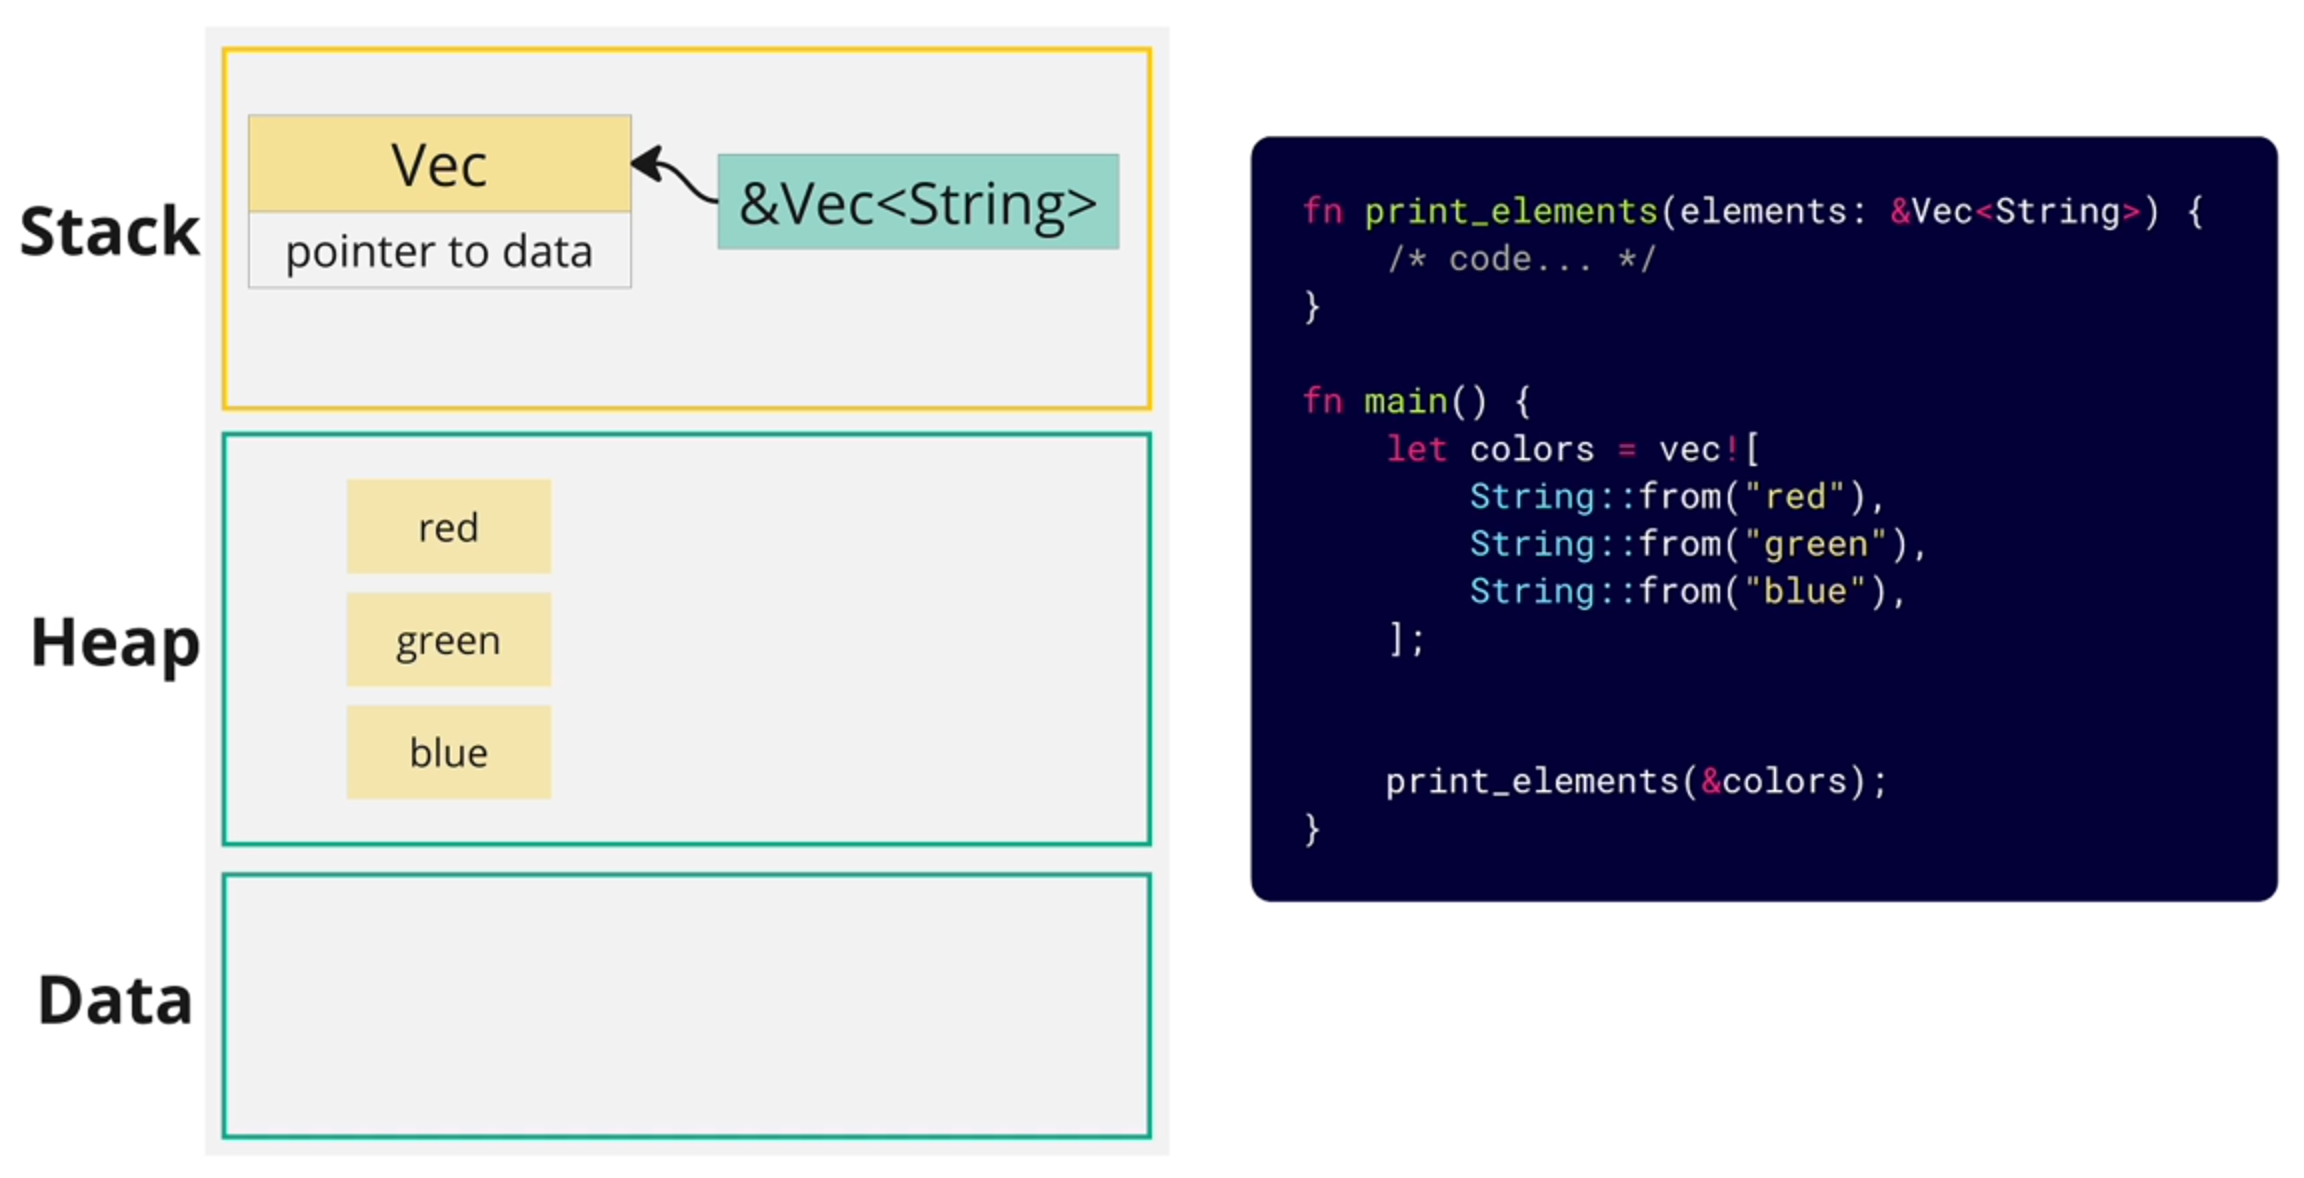 Stack
Vec
pointer to data
&Vec<String>
Heap
red
green
blue
Data
fn print_elements(elements: &Vec<String>) {
    /* code... */
}
fn main() {
    let colors = vec![
        String::from("red"),
        String::from("green"),
        String::from("blue"),
    ];
    print_elements(&colors);
}